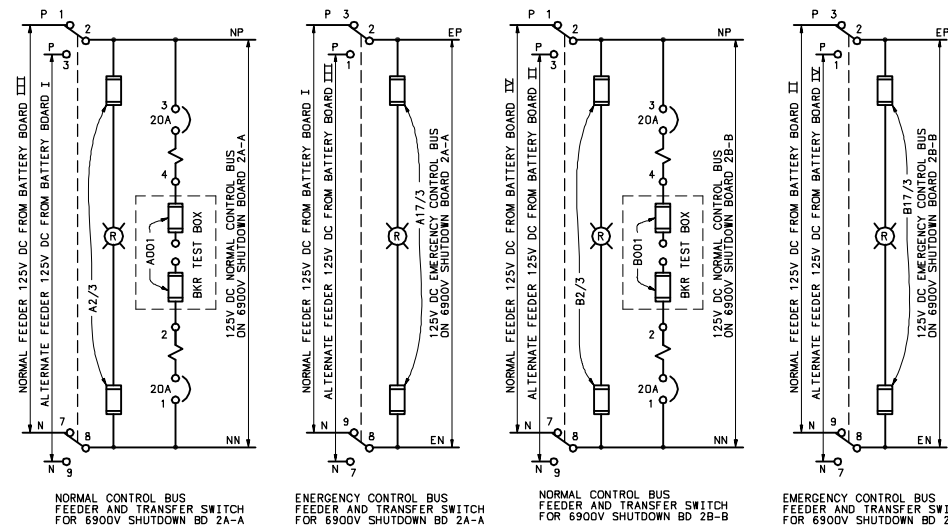 P 1
2
NP
P
3
NORMAL FEEDER 125V DC FROM BATTERY BOARD III
ALTERNATE FEEDER 125V DC FROM BATTERY BOARD I
A2/3
R
3
20A
4
A001
BKR TEST BOX
2
20A
1
125V DC NORMAL CONTROL BUS
ON 6900V SHUTDOWN BOARD 2A-A
N 7
8
NN
N 9
NORMAL CONTROL BUS
FEEDER AND TRANSFER SWITCH
FOR 6900V SHUTDOWN BD 2A-A
P 3
2
EP
P
1
NORMAL FEEDER 125V DC FROM BATTERY BOARD I
ALTERNATE FEEDER 125V DC FROM BATTERY BOARD III
R
A17/3
125V DC EMERGENCY CONTROL BUS
ON 6900V SHUTDOWN BOARD 2A-A
N 9
8
EN
N 7
ENERGENCY CONTROL BUS
FEEDER AND TRANSFER SWITCH
FOR 6900V SHUTDOWN BD 2A-A
P 1
2
NP
P
3
NORMAL FEEDER 125V DC FROM BATTERY BOARD IV
ALTERNATE FEEDER 125V DC FROM BATTERY BOARD II
B2/3
R
3
20A
4
B001
BKR TEST BOX
2
20A
1
125V DC NORMAL CONTROL BUS
ON 6900V SHUTDOWN BOARD 2B-B
N 7
8
NN
N 9
NORMAL CONTROL BUS
FEEDER AND TRANSFER SWITCH
FOR 6900V SHUTDOWN BD 2B-B
P 3
2
EP
P
1
NORMAL FEEDER 125V DC FROM BATTERY BOARD II
ALTERNATE FEEDER 125V DC FROM BATTERY BOARD IV
R
B17/3
125V DC EMERGENCY CONTROL BUS
ON 6900V SHUTDOWN BOARD 2B-B
N 9
8
EN
N 7
EMERGENCY CONTROL BUS
FEEDER AND TRANSFER
FOR 6900V SHUTDOWN BD